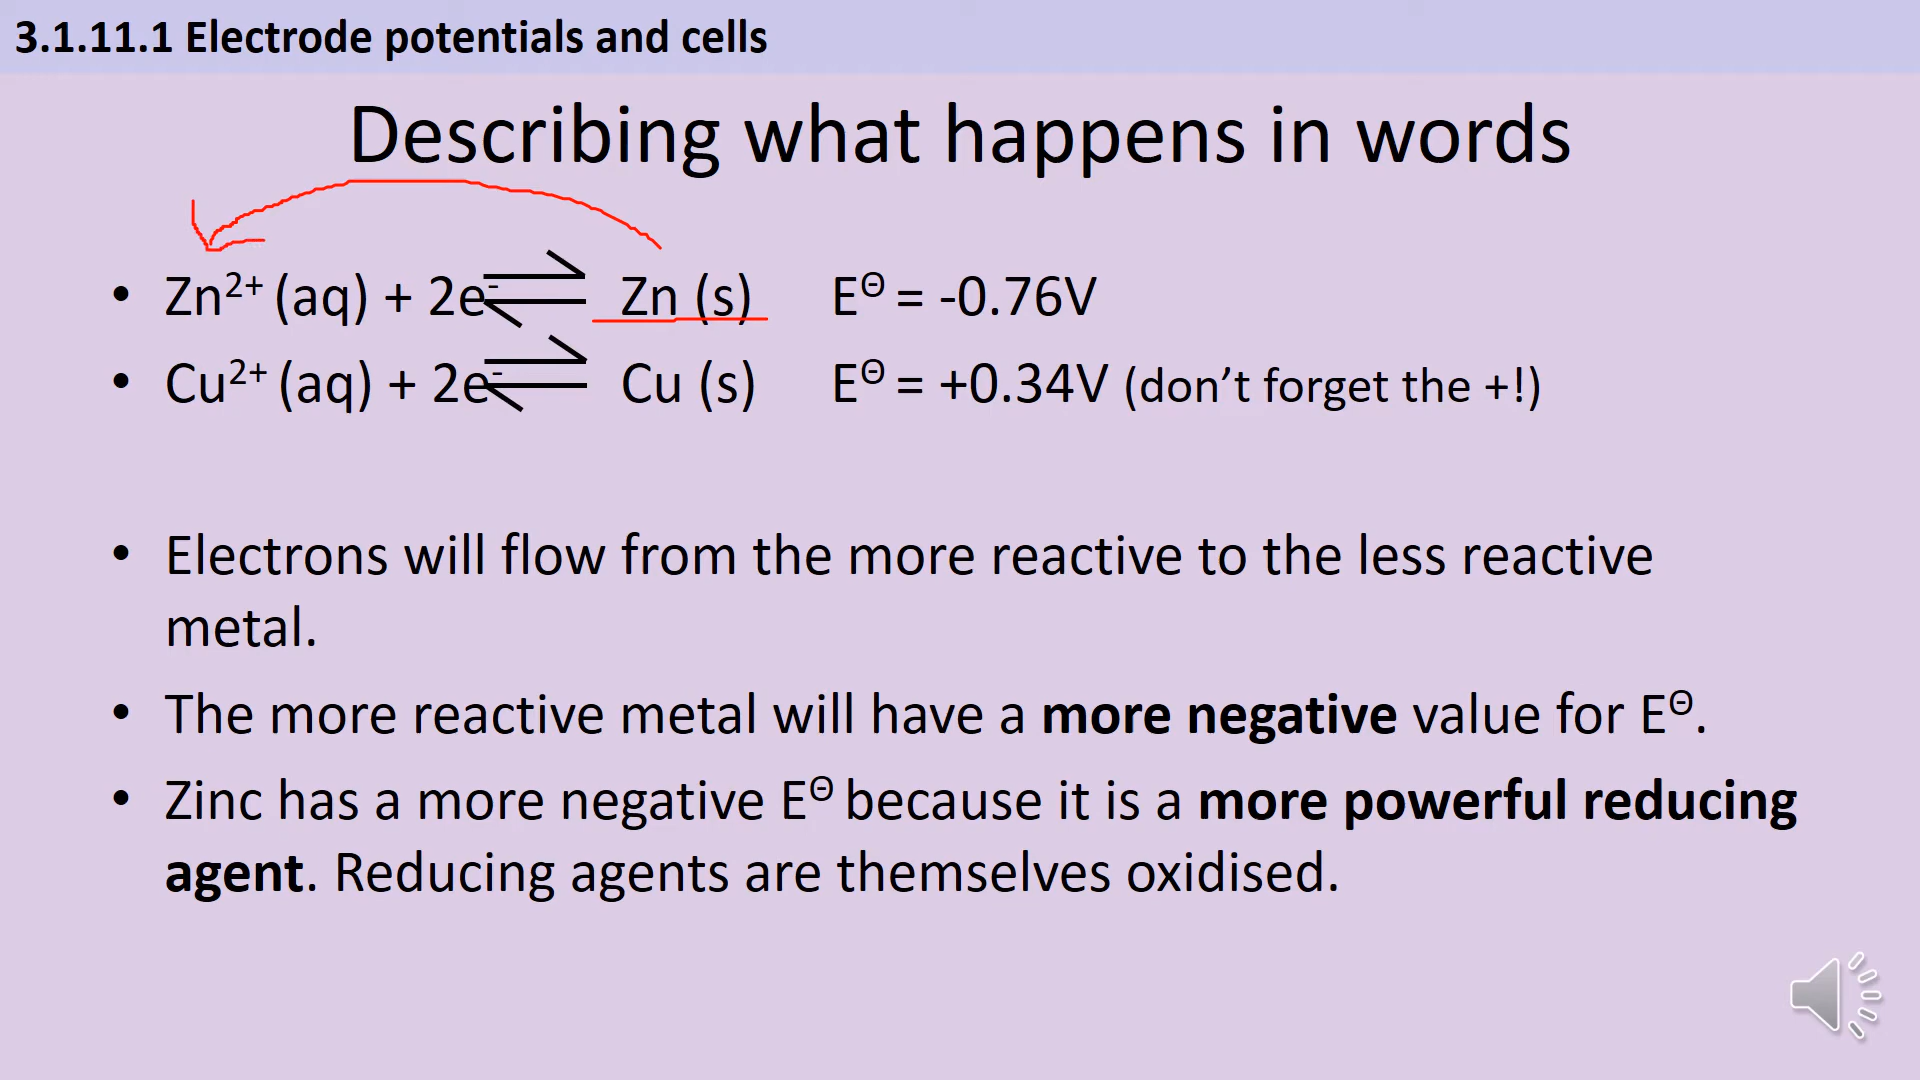 3.1.11.1 Electrode potentials and cells
Describing what happens in words
• Zn²⁺ (aq) + 2e⁻ ⇌ Zn (s) E^Θ = -0.76V
• Cu²⁺ (aq) + 2e⁻ ⇌ Cu (s) E^Θ = +0.34V (don’t forget the +!)
• Electrons will flow from the more reactive to the less reactive
metal.
• The more reactive metal will have a more negative value for E^Θ.
• Zinc has a more negative E^Θ because it is a more powerful reducing
agent. Reducing agents are themselves oxidised.